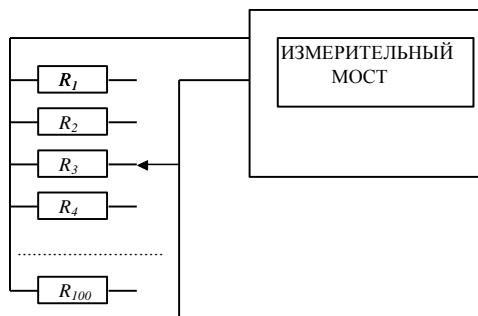 ИЗМЕРИТЕЛЬНЫЙ
МОСТ
R1
R2
R3
R4
R100